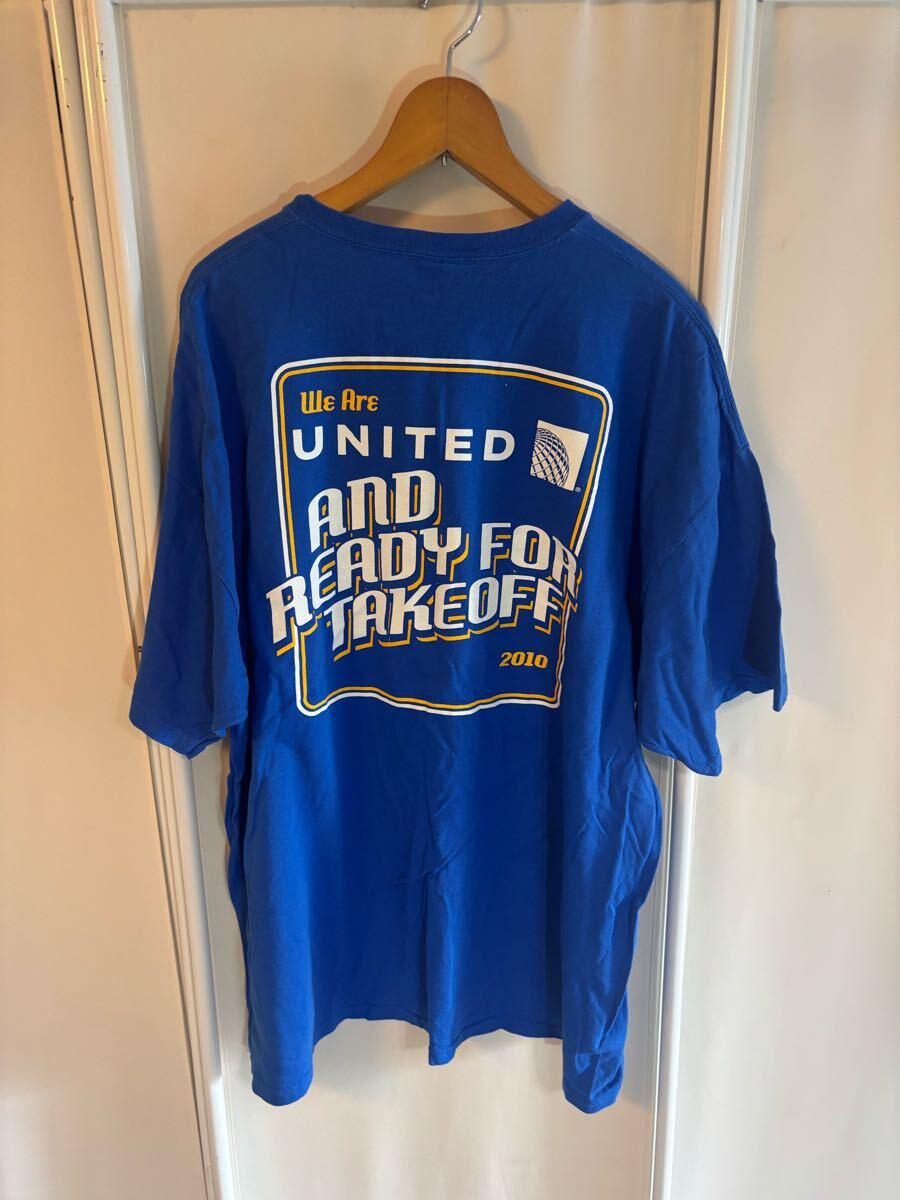 We Are
UNITED
®
AND
READY FOR
TAKEOFF
2010